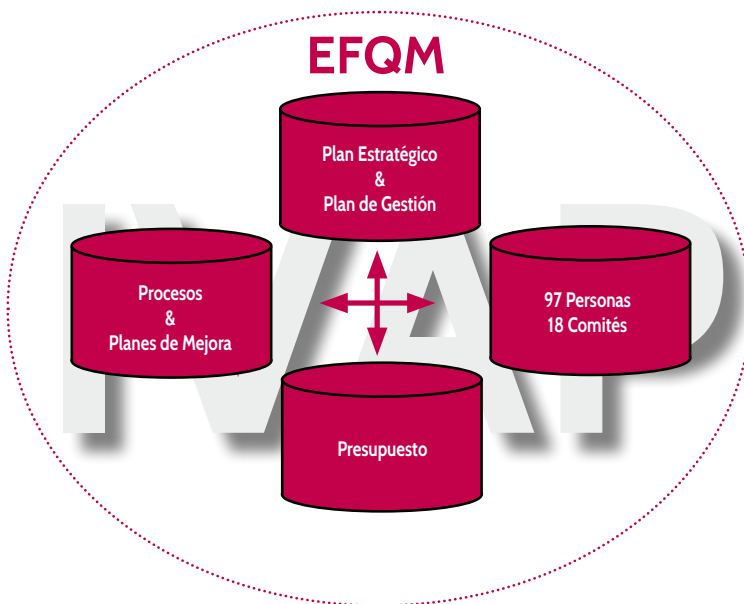 EFQM
Plan Estratégico
&
Plan de Gestión
IVAP
Procesos
&
Planes de Mejora
97 Personas
18 Comités
Presupuesto